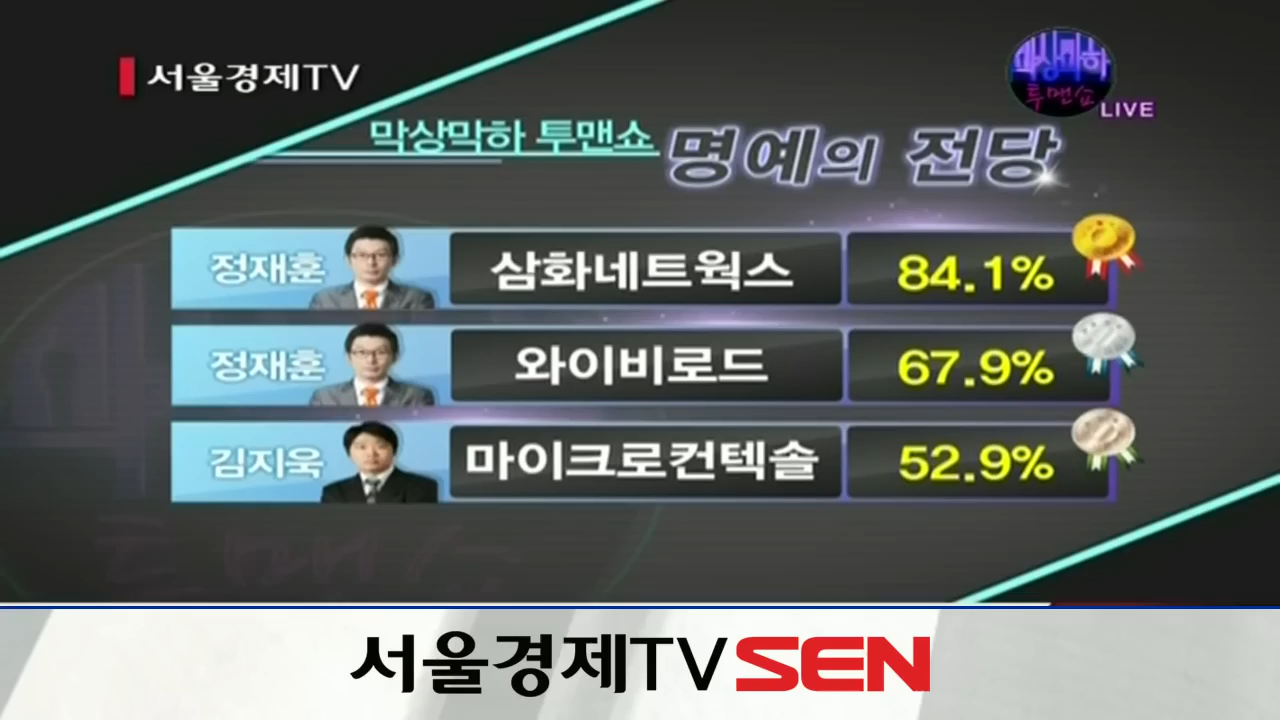 서울경제TV
막상막하
투맨쇼
LIVE
막상막하 투맨쇼 명예의 전당
정재훈 삼화네트웍스 84.1%
정재훈 와이비로드 67.9%
김지욱 마이크로컨텍솔 52.9%
서울경제TV SEN